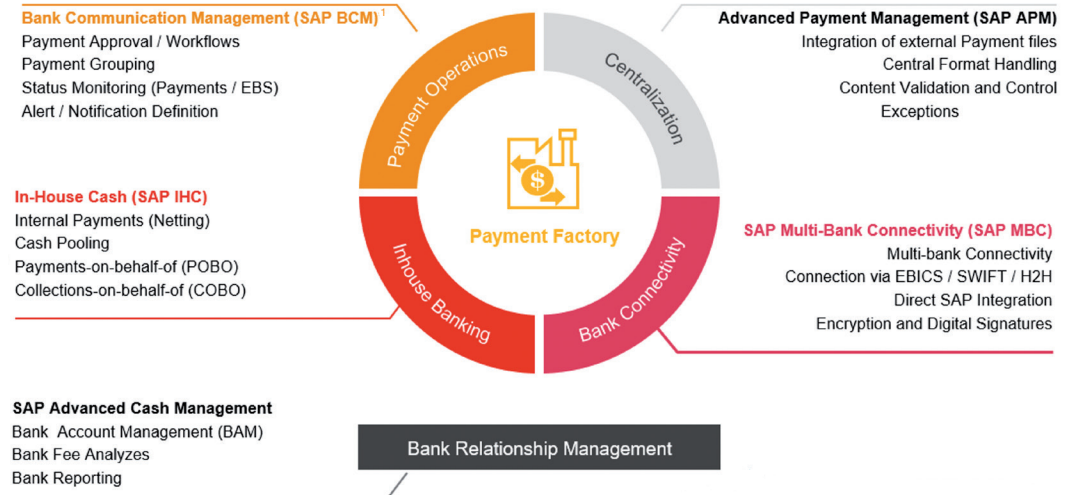 Bank Communication Management (SAP BCM) 1
Payment Approval / Workflows
Payment Grouping
Status Monitoring (Payments / EBS)
Alert / Notification Definition
Advanced Payment Management (SAP APM)
Integration of external Payment files
Central Format Handling
Content Validation and Control
Exceptions
Payment Operations
Centralization
$
Payment Factory
Inhouse Banking
Bank Connectivity
In-House Cash (SAP IHC)
Internal Payments (Netting)
Cash Pooling
Payments-on-behalf-of (POBO)
Collections-on-behalf-of (COBO)
SAP Multi-Bank Connectivity (SAP MBC)
Multi-bank Connectivity
Connection via EBICS / SWIFT / H2H
Direct SAP Integration
Encryption and Digital Signatures
SAP Advanced Cash Management
Bank Account Management (BAM)
Bank Fee Analyzes
Bank Reporting
Bank Relationship Management